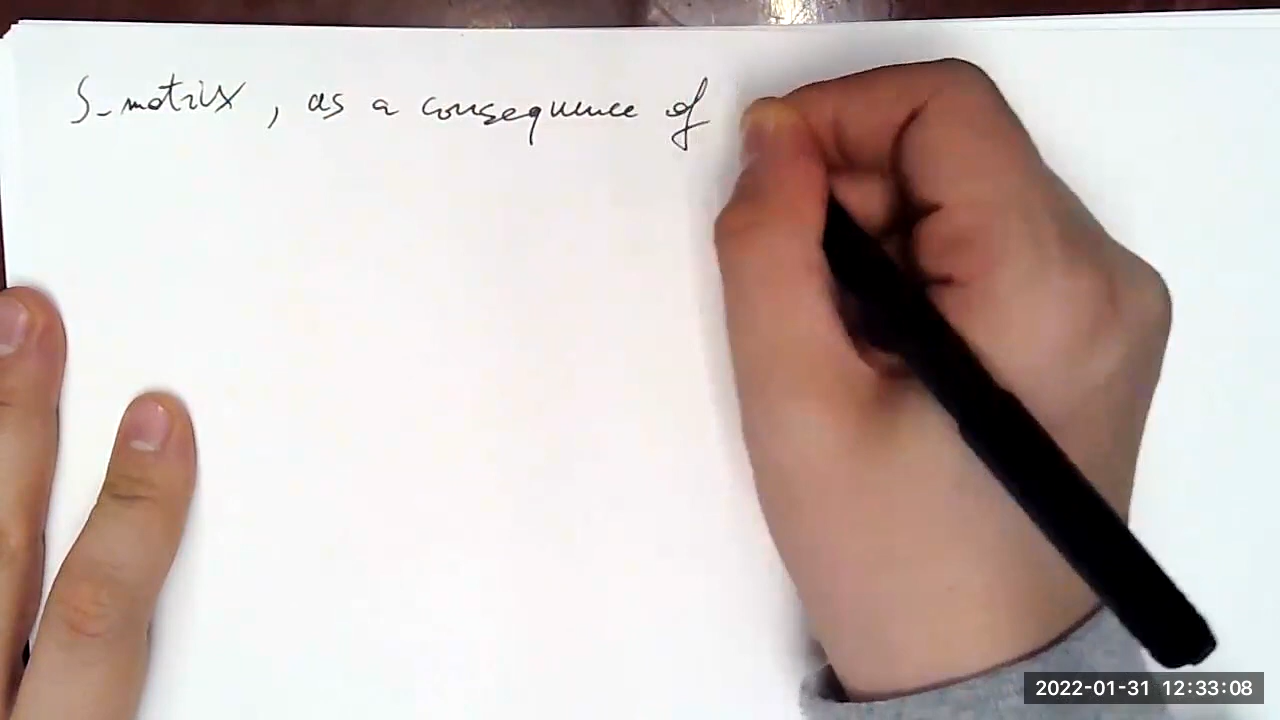 S-matrix, as a consequence of
2022-01-31 12:33:08